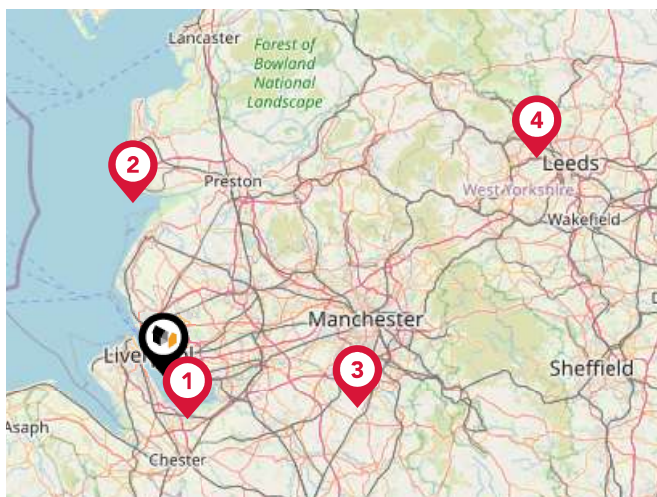 Lancaster
Forest of
Bowland
National
Landscape
4
2
Leeds
Preston
West Yorkshire
Wakefield
Manchester
Liver
l
3
Sheffield
1
Asaph
Chester